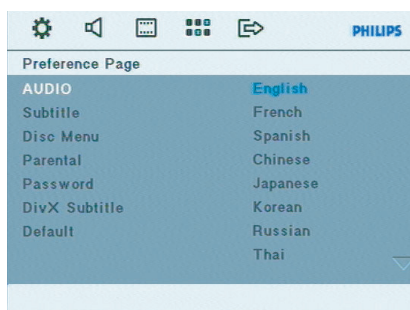 PHILIPS
Preference Page
AUDIO English
Subtitle French
Disc Menu Spanish
Parental Chinese
Password Japanese
DivX Subtitle Korean
Default Russian
Thai